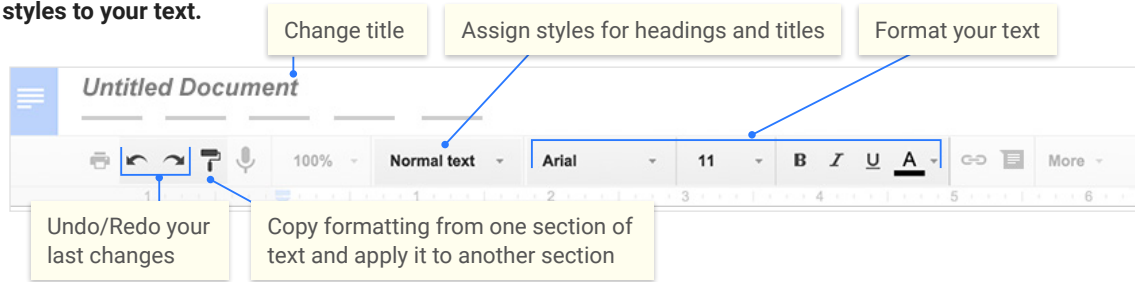 styles to your text.
Change title
Assign styles for headings and titles
Format your text
Untitled Document
100%
Normal text
Arial
11
B I U A
More
1 1 2 3 4 5 6
Undo/Redo your
last changes
Copy formatting from one section of
text and apply it to another section